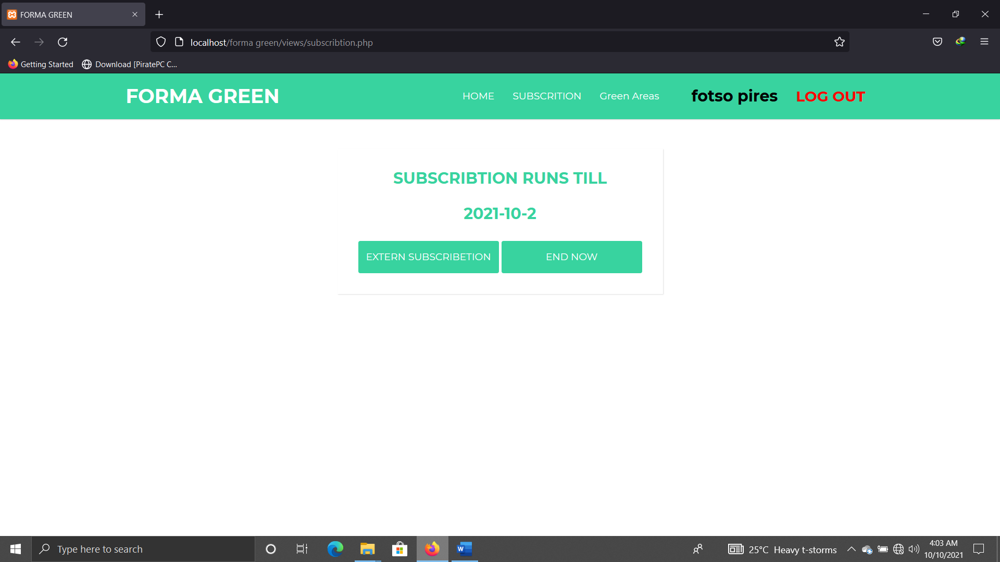 FORMA GREEN
localhost/forma green/views/subscribtion.php
Getting Started
Download [PiratePC C...
FORMA GREEN
HOME
SUBSCRITION
Green Areas
fotso pires
LOG OUT
SUBSCRIBTION RUNS TILL
2021-10-2
EXTERN SUBSCRIBETION
END NOW
Type here to search
25°C Heavy t-storms
4:03 AM
10/10/2021